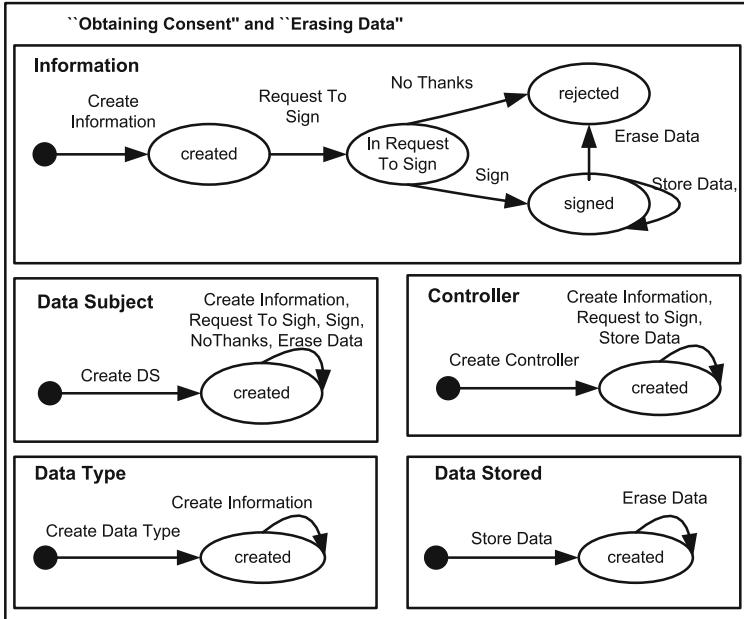 ``Obtaining Consent" and ``Erasing Data"
Information
Create
Information
created
Request To
Sign
In Request
To Sign
No Thanks
rejected
Erase Data
Sign
signed
Store Data,
Data Subject
Create DS
Create Information,
Request To Sigh, Sign,
NoThanks, Erase Data
created
Controller
Create Controller
Create Information,
Request to Sign,
Store Data
created
Data Type
Create Data Type
Create Information
created
Data Stored
Store Data
Erase Data
created